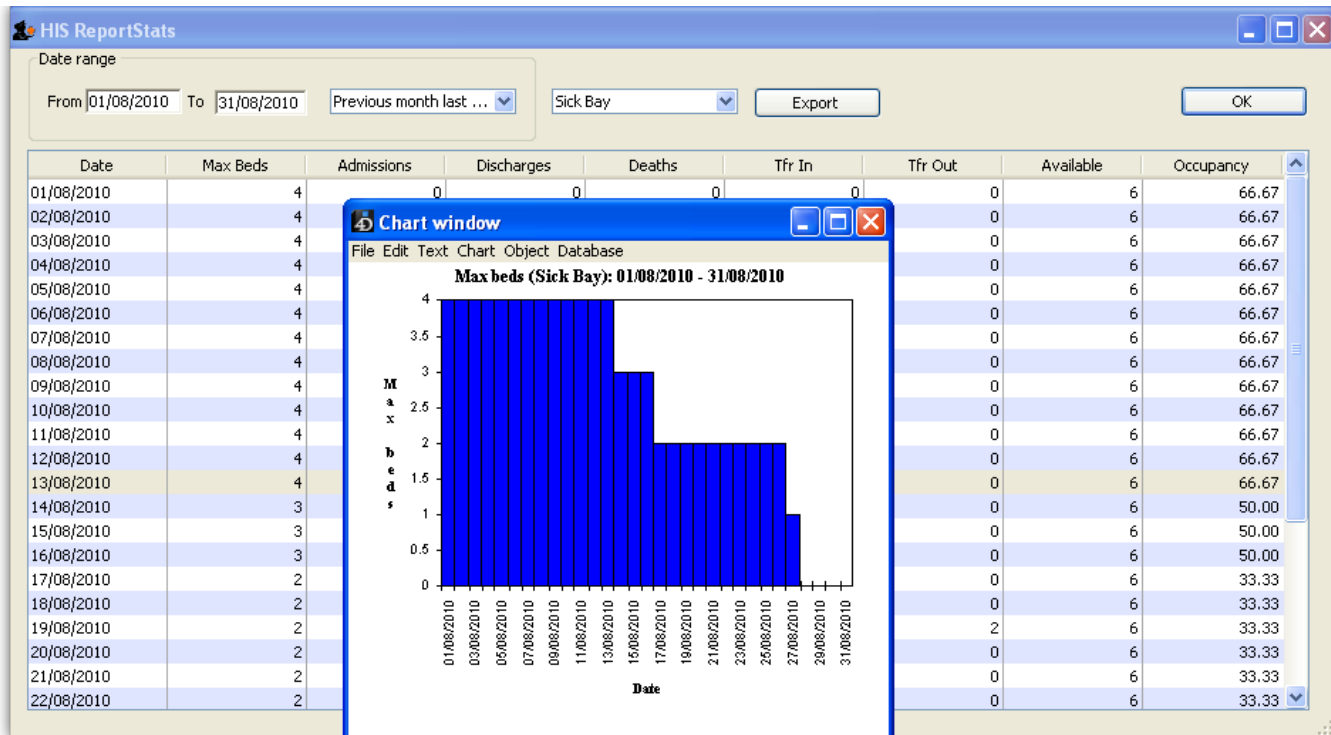 HIS ReportStats
Date range
From 01/08/2010 To 31/08/2010 Previous month last ... Sick Bay Export OK
Date Max Beds Admissions Discharges Deaths Tfr In Tfr Out Available Occupancy
01/08/2010 4 0 0 0 0 0 6 66.67
02/08/2010 4 0 6 66.67
03/08/2010 4 0 6 66.67
04/08/2010 4 0 6 66.67
05/08/2010 4 0 6 66.67
06/08/2010 4 0 6 66.67
07/08/2010 4 0 6 66.67
08/08/2010 4 0 6 66.67
09/08/2010 4 0 6 66.67
10/08/2010 4 0 6 66.67
11/08/2010 4 0 6 66.67
12/08/2010 4 0 6 66.67
13/08/2010 4 0 6 66.67
14/08/2010 3 0 6 50.00
15/08/2010 3 0 6 50.00
16/08/2010 3 0 6 50.00
17/08/2010 2 0 6 33.33
18/08/2010 2 0 6 33.33
19/08/2010 2 2 6 33.33
20/08/2010 2 0 6 33.33
21/08/2010 2 0 6 33.33
22/08/2010 2 0 6 33.33
4D Chart window
File Edit Text Chart Object Database
Max beds (Sick Bay): 01/08/2010 - 31/08/2010
Max beds
4
3.5
3
2.5
2
1.5
1
0.5
0
01/08/2010
03/08/2010
05/08/2010
07/08/2010
09/08/2010
11/08/2010
13/08/2010
15/08/2010
17/08/2010
19/08/2010
21/08/2010
23/08/2010
25/08/2010
27/08/2010
29/08/2010
31/08/2010
Date